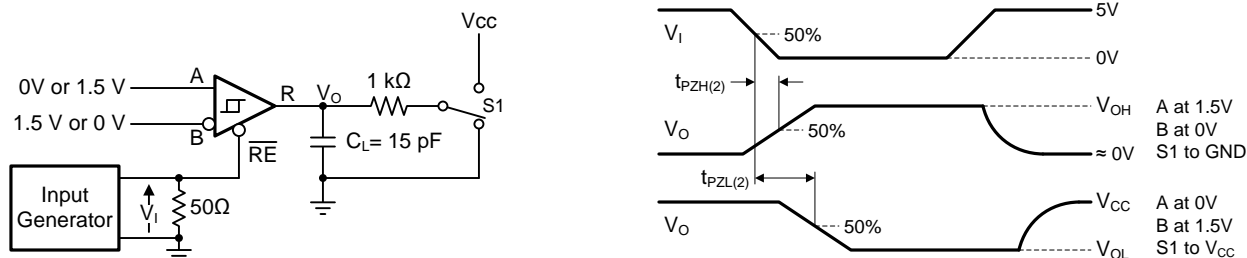 Vcc
0V or 1.5 V
A
R
VO
1 kΩ
S1
1.5 V or 0 V
B
RE
CL= 15 pF
Input
Generator
VI
50Ω
5V
VI
50%
0V
tPZH(2)
VOH
A at 1.5V
VO
50%
B at 0V
≈ 0V
S1 to GND
tPZL(2)
VCC
A at 0V
VO
50%
B at 1.5V
VOL
S1 to VCC